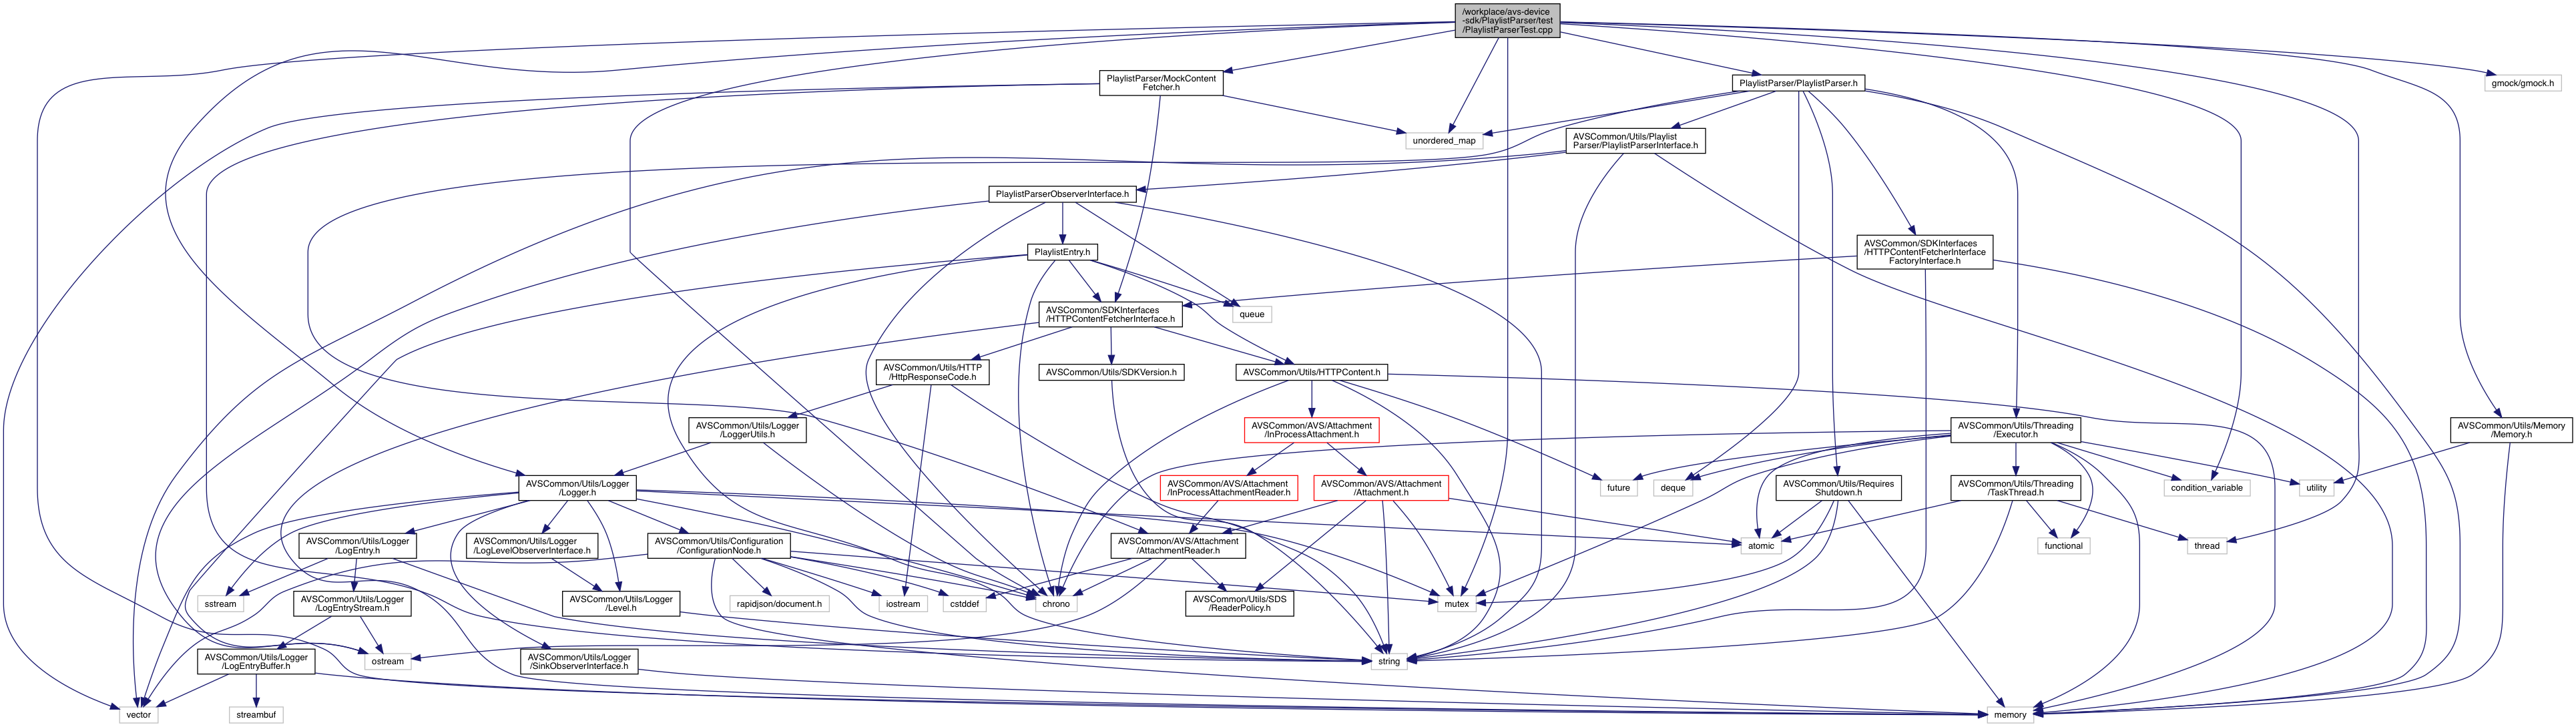 /workplace/avs-device
-sdk/PlaylistParser/test
/PlaylistParserTest.cpp
PlaylistParser/MockContent
Fetcher.h
PlaylistParser/PlaylistParser.h
gmock/gmock.h
unordered_map
AVSCommon/Utils/Playlist
Parser/PlaylistParserInterface.h
PlaylistParserObserverInterface.h
PlaylistEntry.h
AVSCommon/SDKInterfaces
/HTTPContentFetcherInterface
FactoryInterface.h
AVSCommon/SDKInterfaces
/HTTPContentFetcherInterface.h
queue
AVSCommon/Utils/HTTP
/HttpResponseCode.h
AVSCommon/Utils/SDKVersion.h
AVSCommon/Utils/HTTPContent.h
AVSCommon/Utils/Logger
/LoggerUtils.h
AVSCommon/AVS/Attachment
/InProcessAttachment.h
AVSCommon/Utils/Threading
/Executor.h
AVSCommon/Utils/Memory
/Memory.h
AVSCommon/Utils/Logger
/Logger.h
AVSCommon/AVS/Attachment
/InProcessAttachmentReader.h
AVSCommon/AVS/Attachment
/Attachment.h
future
deque
AVSCommon/Utils/Requires
Shutdown.h
AVSCommon/Utils/Threading
/TaskThread.h
condition_variable
utility
AVSCommon/Utils/Logger
/LogEntry.h
AVSCommon/Utils/Logger
/LogLevelObserverInterface.h
AVSCommon/Utils/Configuration
/ConfigurationNode.h
AVSCommon/AVS/Attachment
/AttachmentReader.h
atomic
functional
thread
sstream
AVSCommon/Utils/Logger
/LogEntryStream.h
AVSCommon/Utils/Logger
/Level.h
rapidjson/document.h
iostream
cstddef
chrono
AVSCommon/Utils/SDS
/ReaderPolicy.h
mutex
AVSCommon/Utils/Logger
/LogEntryBuffer.h
ostream
AVSCommon/Utils/Logger
/SinkObserverInterface.h
string
vector
streambuf
memory